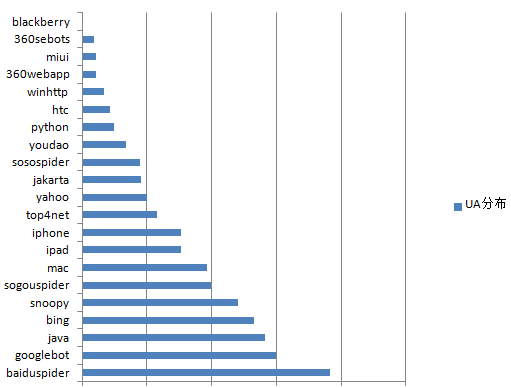 blackberry
360sebots
miui
360webapp
winhttp
htc
python
youdao
sosospider
jakarta
yahoo
top4net
iphone
ipad
mac
sogouspider
snoopy
bing
java
googlebot
baiduspider
UA分布